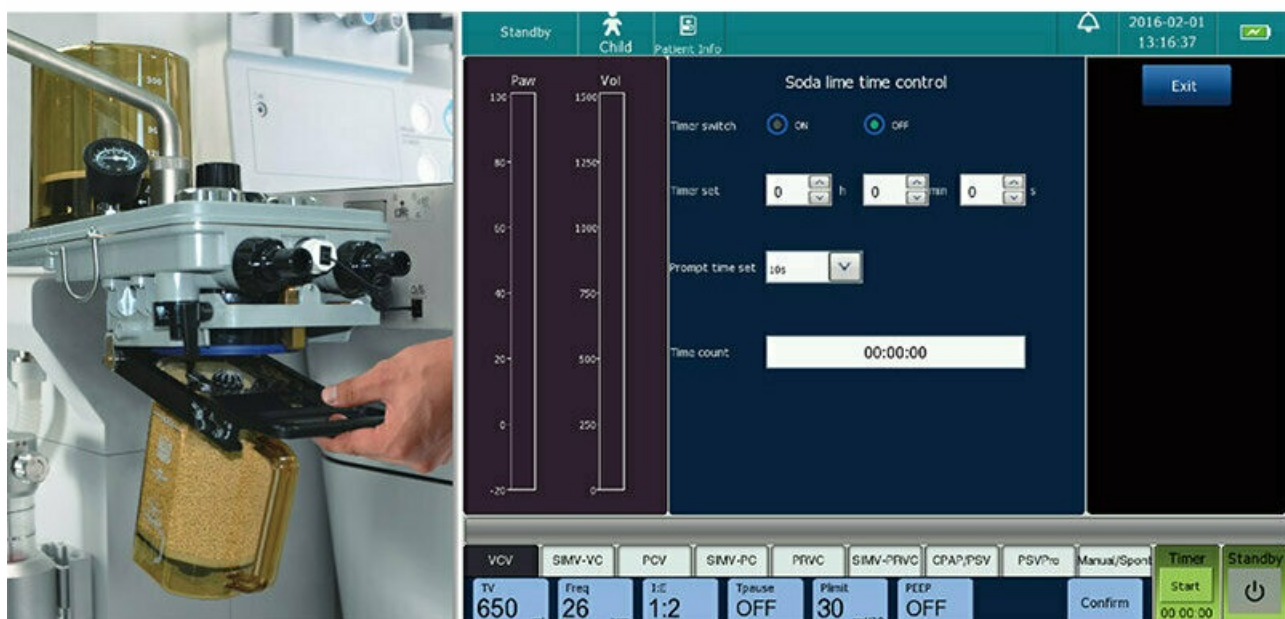 Standby
Child
Patient Info
2016-02-01
13:16:37
Paw
Vol
Soda lime time control
Exit
Timer switch ON OFF
Timer set 0 h 0 min 0 s
Prompt time set 10s
Time count 00:00:00
80
60
40
20
0
-20
1500
1250
1000
750
500
250
0
VCV SIMV-VC PCV SIMV-PC PRVC SIMV-PRVC CPAP/PSV PSVPro Manual/Spont Timer Standby
TV Freq I:E Tpause Plimit PEEP
650 26 1:2 OFF 30 OFF Confirm Start
00:00:00